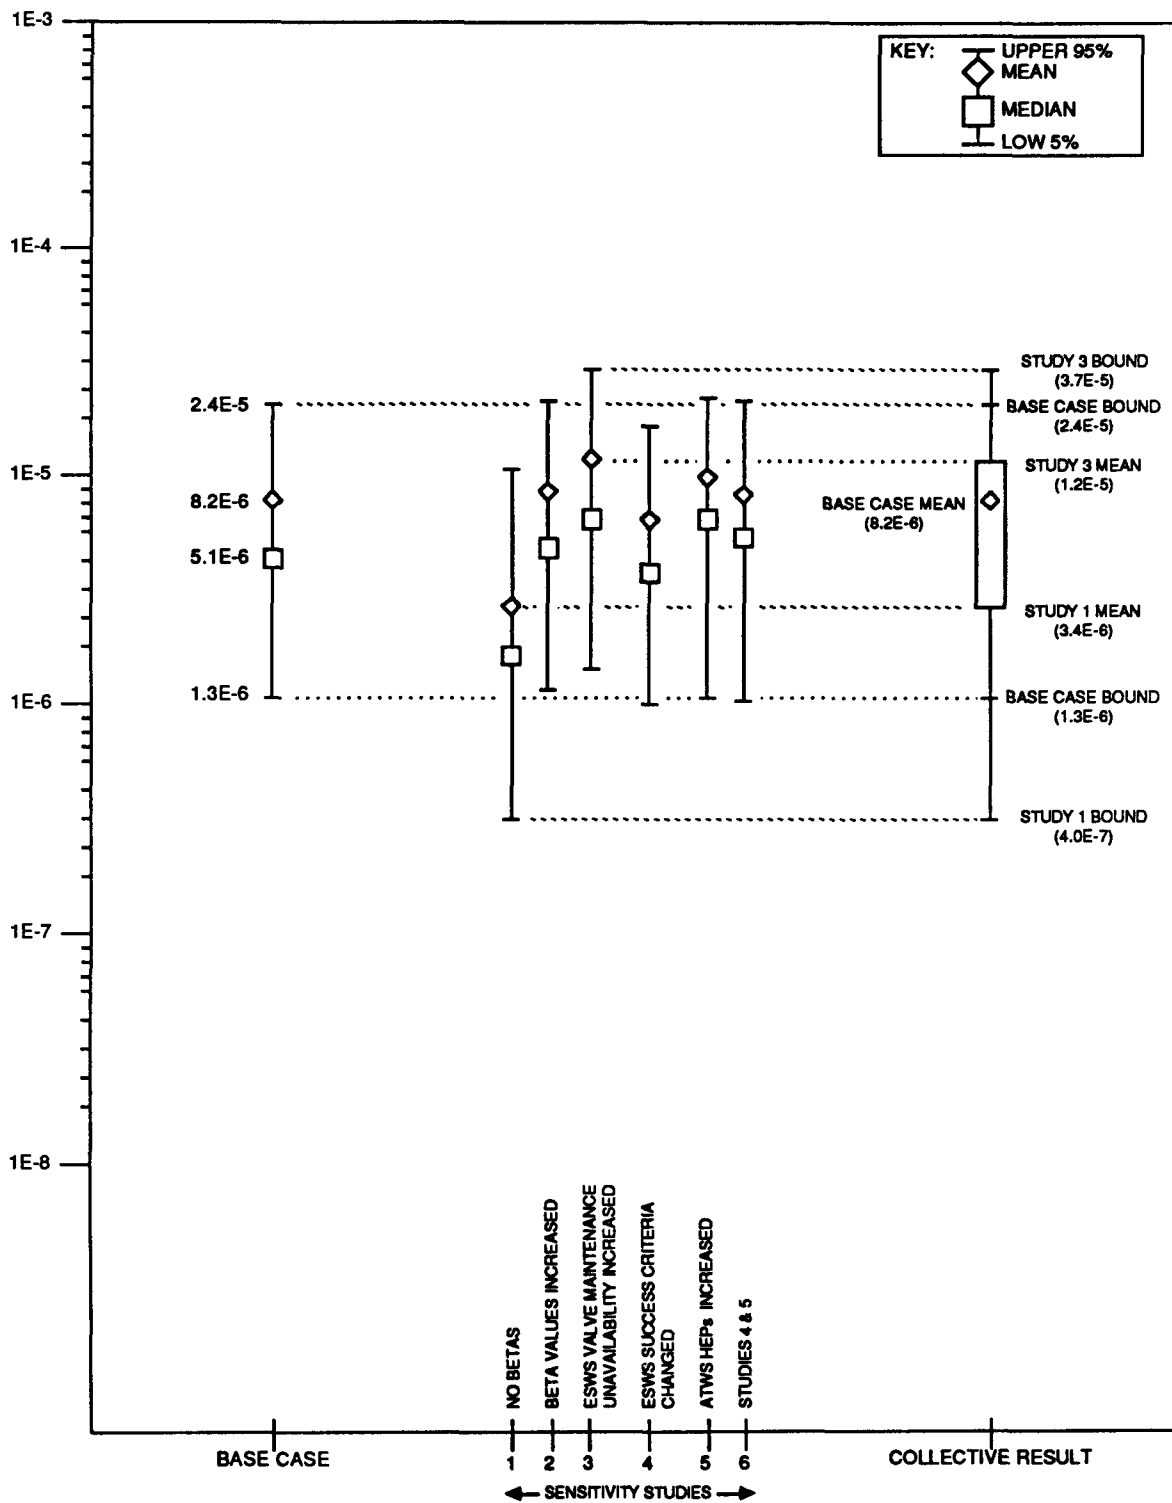 1E-3
KEY:
UPPER 95%
MEAN
MEDIAN
LOW 5%
1E-4
STUDY 3 BOUND
(3.7E-5)
2.4E-5
BASE CASE BOUND
(2.4E-5)
1E-5
STUDY 3 MEAN
(1.2E-5)
8.2E-6
BASE CASE MEAN
(8.2E-6)
5.1E-6
STUDY 1 MEAN
(3.4E-6)
1.3E-6
1E-6
BASE CASE BOUND
(1.3E-6)
STUDY 1 BOUND
(4.0E-7)
1E-7
1E-8
NO BETAS
BETA VALUES INCREASED
ESWS VALVE MAINTENANCE
UNAVAILABILITY INCREASED
ESWS SUCCESS CRITERIA
CHANGED
ATWS HEPs INCREASED
STUDIES 4 & 5
BASE CASE
1 2 3 4 5 6
COLLECTIVE RESULT
SENSITIVITY STUDIES